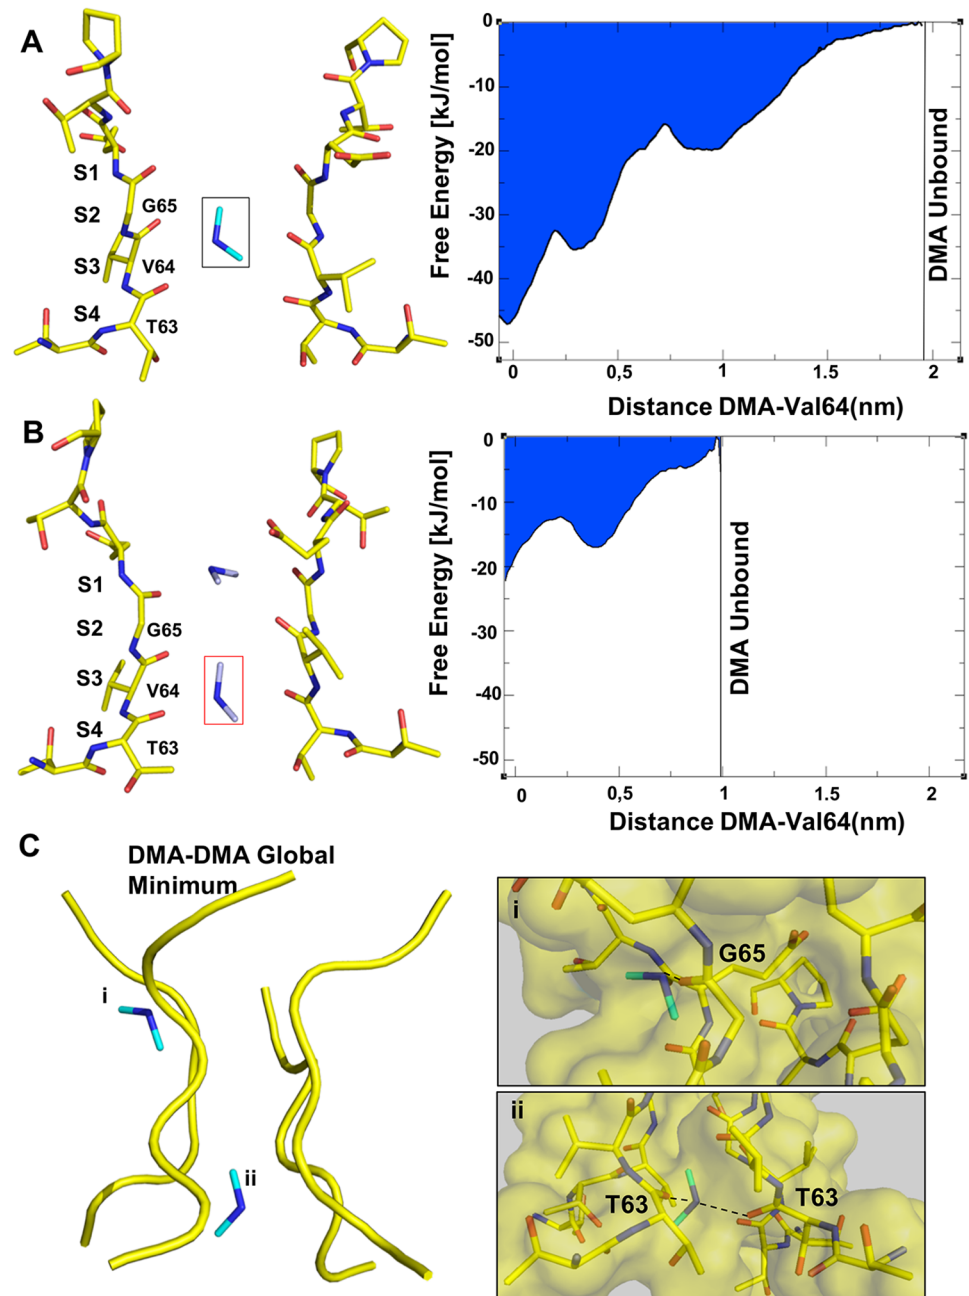 A
S1
S2
S3
S4
G65
V64
T63
Free Energy [kJ/mol]
0
-10
-20
-30
-40
-50
0
0,5
1
1.5
2
DMA Unbound
Distance DMA-Val64(nm)
B
S1
S2
S3
S4
G65
V64
T63
Free Energy [kJ/mol]
0
-10
-20
-30
-40
-50
0
0,5
1
1.5
2
DMA Unbound
Distance DMA-Val64(nm)
C
DMA-DMA Global
Minimum
i
ii
i
G65
ii
T63
T63